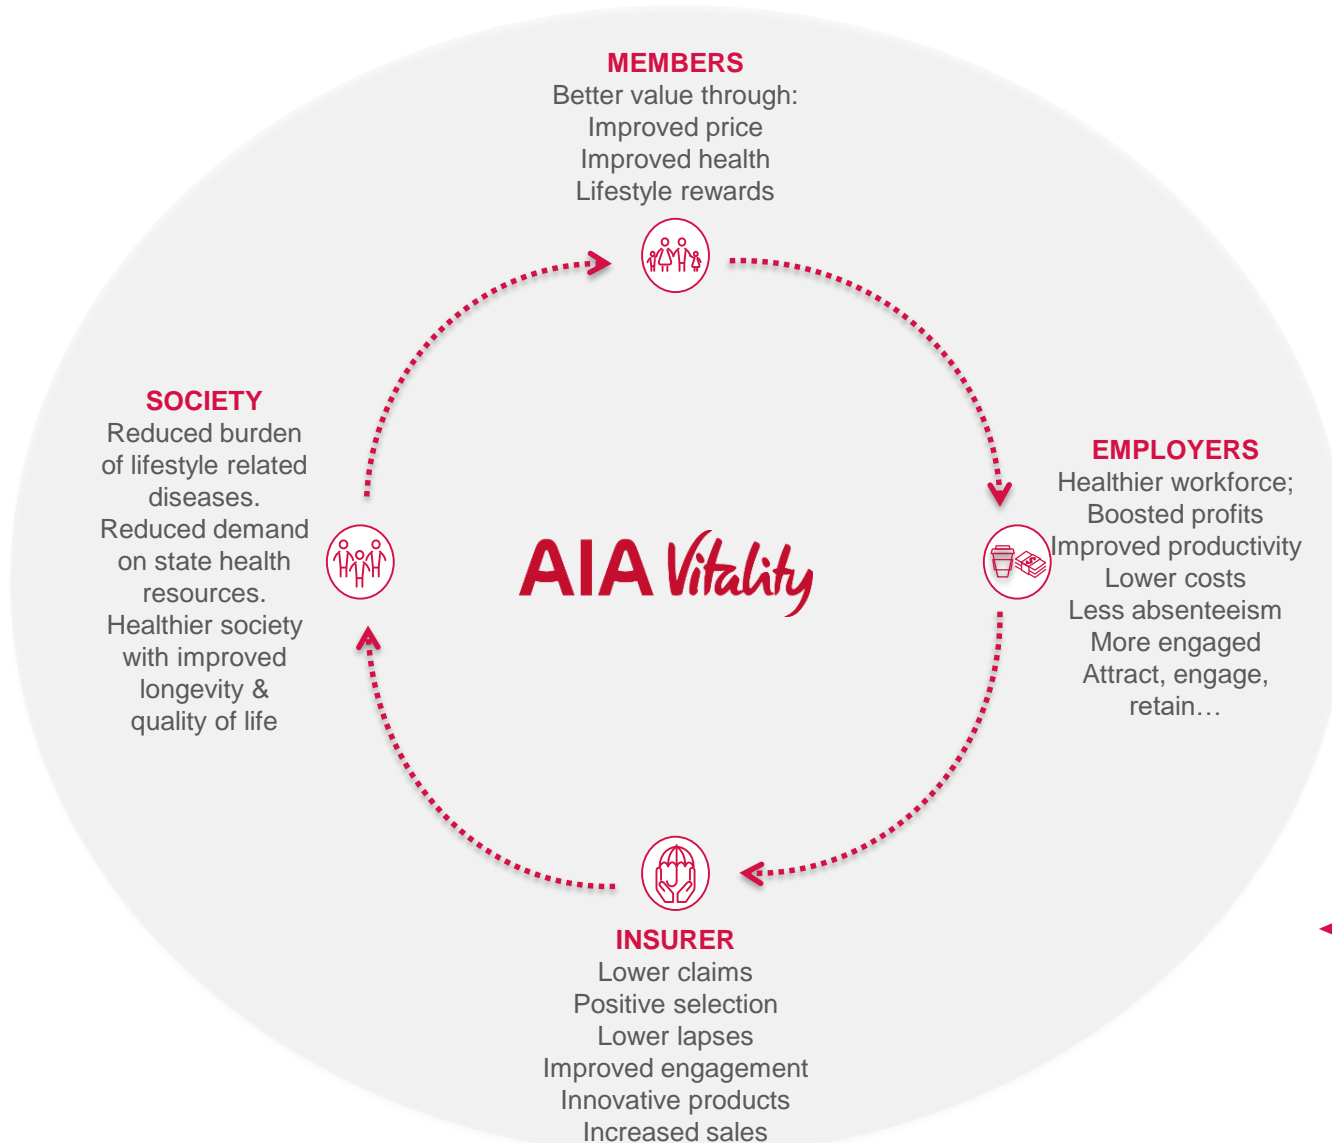 MEMBERS
Better value through:
Improved price
Improved health
Lifestyle rewards
SOCIETY
Reduced burden
of lifestyle related
diseases.
Reduced demand
on state health
resources.
Healthier society
with improved
longevity &
quality of life
AIA Vitality
EMPLOYERS
Healthier workforce;
Boosted profits
Improved productivity
Lower costs
Less absenteeism
More engaged
Attract, engage,
retain…
$
INSURER
Lower claims
Positive selection
Lower lapses
Improved engagement
Innovative products
Increased sales